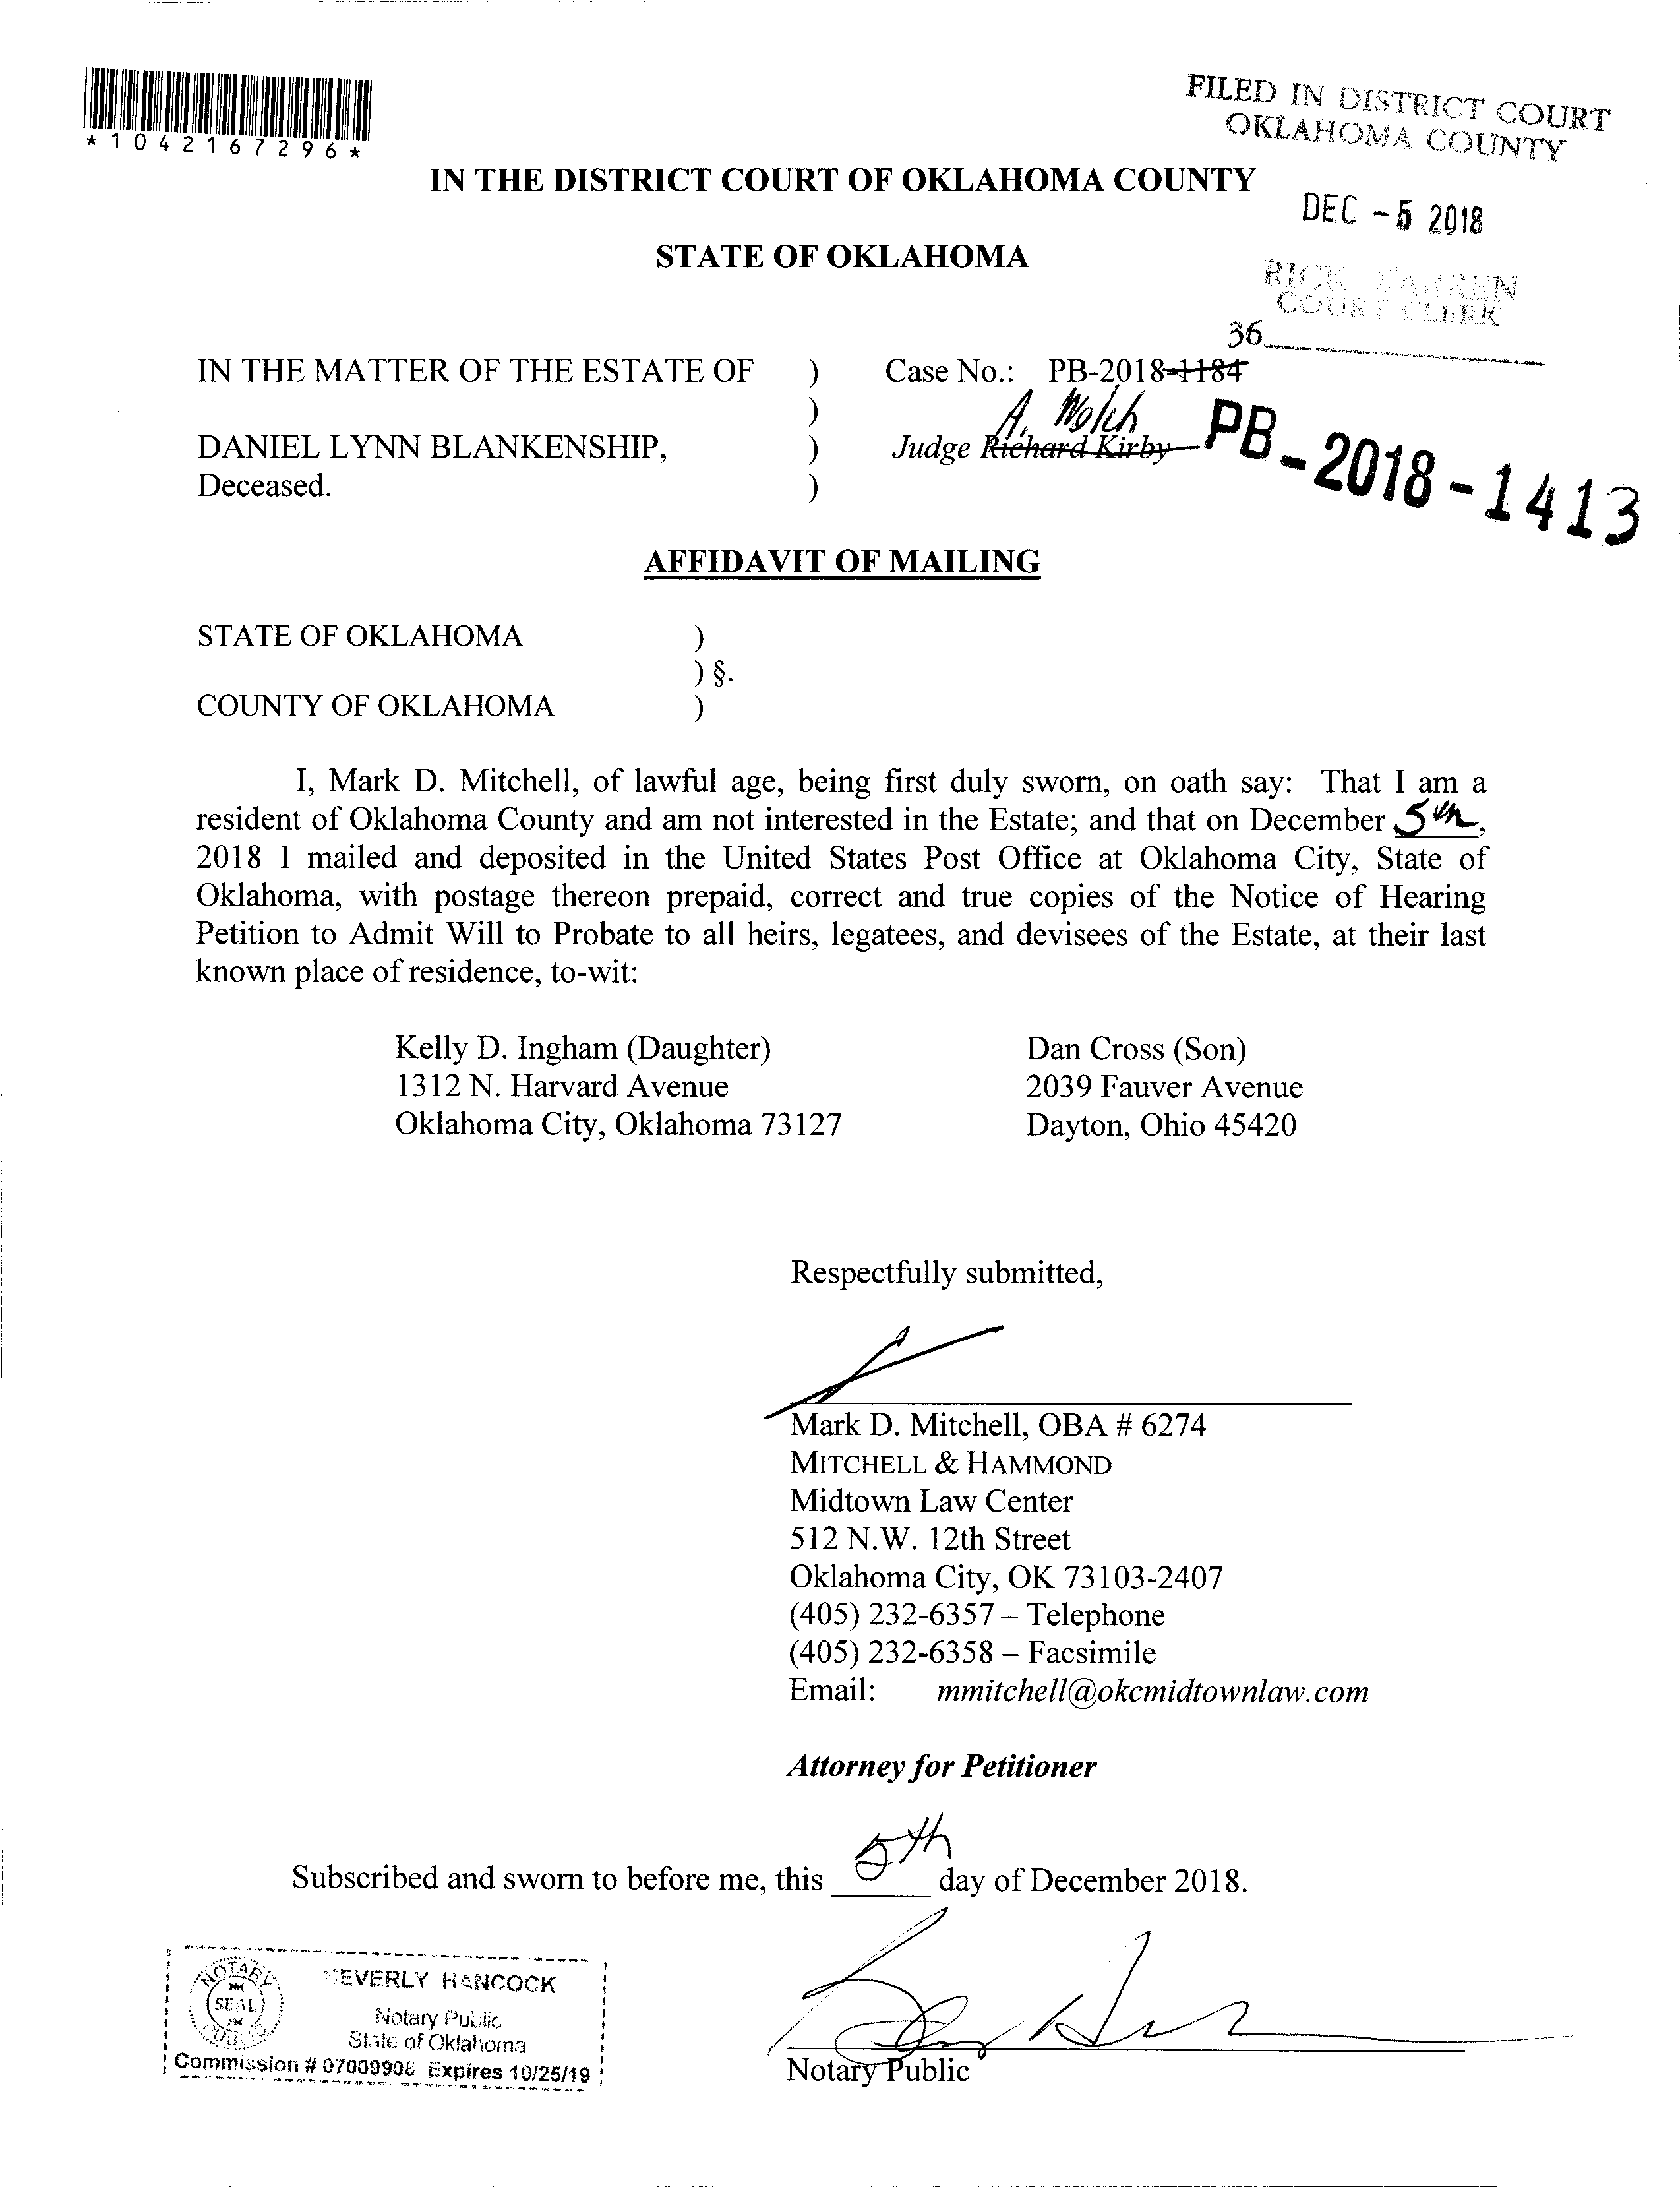 *1042167296*
FILED IN DISTRICT COURT
OKLAHOMA COUNTY
IN THE DISTRICT COURT OF OKLAHOMA COUNTY
DEC - 5 2018
STATE OF OKLAHOMA
RICK WARREN
COURT CLERK
36
IN THE MATTER OF THE ESTATE OF ) Case No.: PB-2018-1184
)
A.
DANIEL LYNN BLANKENSHIP, ) Judge Richard Kirby PB-2018-1413
Deceased. )
AFFIDAVIT OF MAILING
STATE OF OKLAHOMA )
) §.
COUNTY OF OKLAHOMA )
I, Mark D. Mitchell, of lawful age, being first duly sworn, on oath say: That I am a
resident of Oklahoma County and am not interested in the Estate; and that on December 5th,
2018 I mailed and deposited in the United States Post Office at Oklahoma City, State of
Oklahoma, with postage thereon prepaid, correct and true copies of the Notice of Hearing
Petition to Admit Will to Probate to all heirs, legatees, and devisees of the Estate, at their last
known place of residence, to-wit:
Kelly D. Ingham (Daughter) Dan Cross (Son)
1312 N. Harvard Avenue 2039 Fauver Avenue
Oklahoma City, Oklahoma 73127 Dayton, Ohio 45420
Respectfully submitted,
Mark D. Mitchell, OBA # 6274
MITCHELL & HAMMOND
Midtown Law Center
512 N.W. 12th Street
Oklahoma City, OK 73103-2407
(405) 232-6357 – Telephone
(405) 232-6358 – Facsimile
Email: mmitchell@okcmidtownlaw.com
Attorney for Petitioner
Subscribed and sworn to before me, this 5th day of December 2018.
NOTARY
SEAL
PUBLIC
BEVERLY HANCOCK
Notary Public
State of Oklahoma
Commission # 07009908 Expires 10/25/19
Notary Public